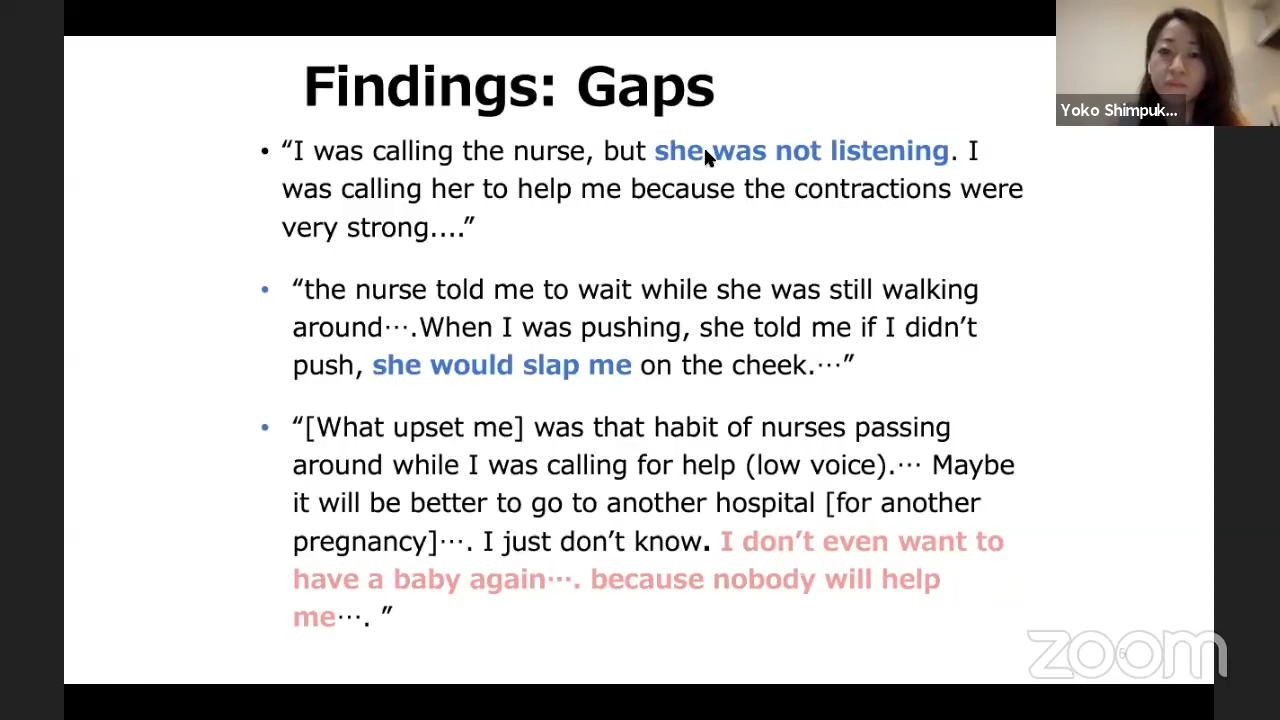 Findings: Gaps
Yoko Shimpuk...
• “I was calling the nurse, but she was not listening. I
was calling her to help me because the contractions were
very strong....”
• “the nurse told me to wait while she was still walking
around⋯.When I was pushing, she told me if I didn’t
push, she would slap me on the cheek.⋯”
• “[What upset me] was that habit of nurses passing
around while I was calling for help (low voice).⋯ Maybe
it will be better to go to another hospital [for another
pregnancy]⋯. I just don’t know. I don’t even want to
have a baby again⋯. because nobody will help
me⋯. ”
zoom
6